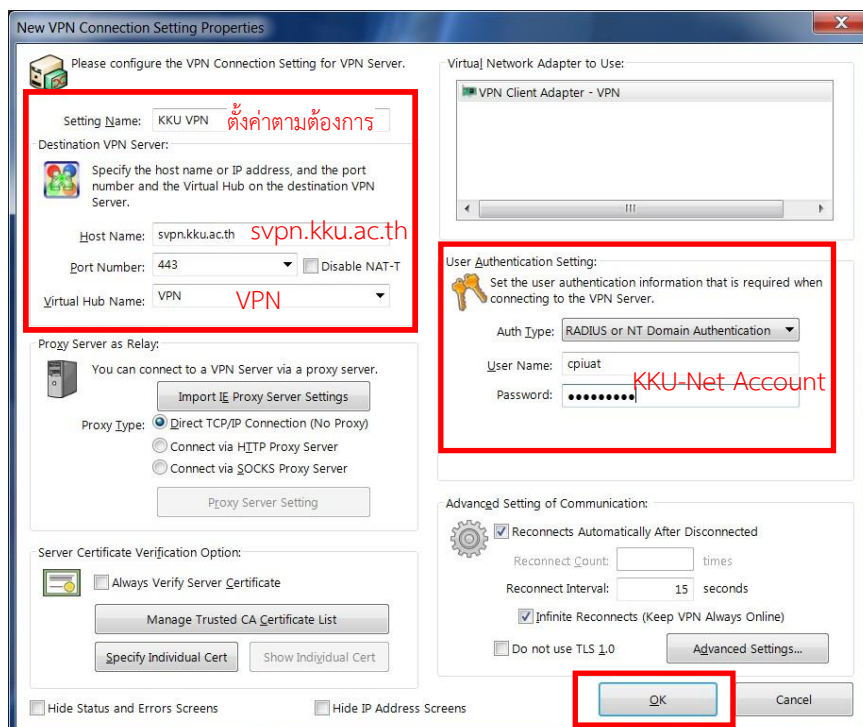 New VPN Connection Setting Properties
Please configure the VPN Connection Setting for VPN Server.
Setting Name: KKU VPN ตั้งค่าตามต้องการ
Destination VPN Server:
Specify the host name or IP address, and the port
number and the Virtual Hub on the destination VPN
Server.
Host Name: svpn.kku.ac.th svpn.kku.ac.th
Port Number: 443 Disable NAT-T
Virtual Hub Name: VPN VPN
Proxy Server as Relay:
You can connect to a VPN Server via a proxy server.
Import IE Proxy Server Settings
Proxy Type: Direct TCP/IP Connection (No Proxy)
Connect via HTTP Proxy Server
Connect via SOCKS Proxy Server
Proxy Server Setting
Server Certificate Verification Option:
Always Verify Server Certificate
Manage Trusted CA Certificate List
Specify Individual Cert Show Individual Cert
Hide Status and Errors Screens Hide IP Address Screens
Virtual Network Adapter to Use:
VPN Client Adapter - VPN
User Authentication Setting:
Set the user authentication information that is required when
connecting to the VPN Server.
Auth Type: RADIUS or NT Domain Authentication
User Name: cpiuat
KKU-Net Account
Password: •••••••••
Advanced Setting of Communication:
Reconnects Automatically After Disconnected
Reconnect Count: times
Reconnect Interval: 15 seconds
Infinite Reconnects (Keep VPN Always Online)
Do not use TLS 1.0 Advanced Settings...
OK Cancel